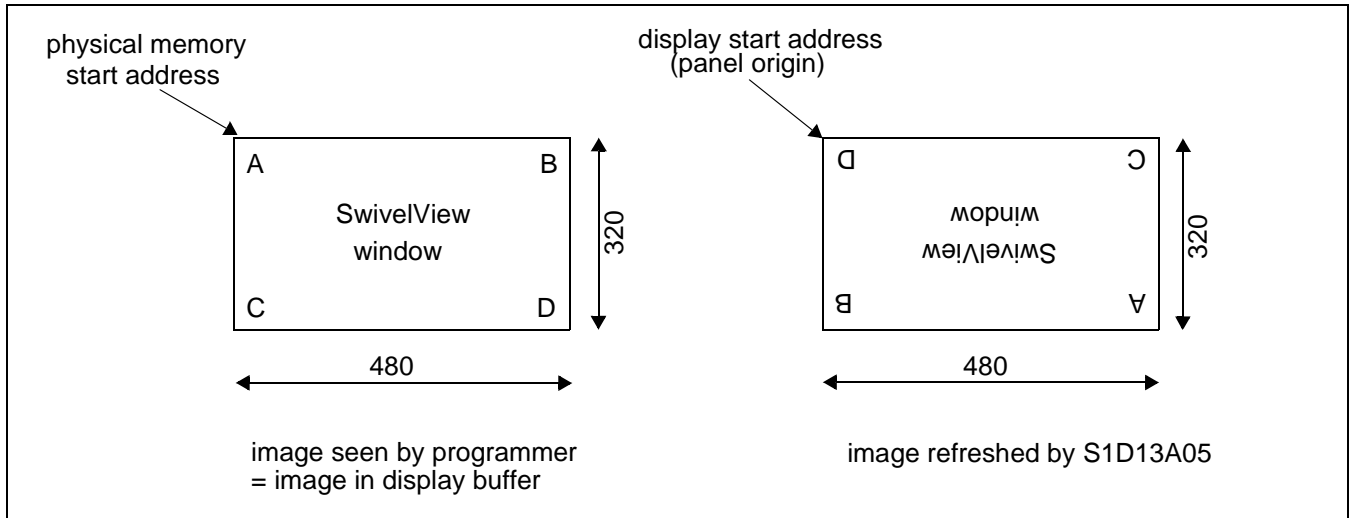 physical memory
start address
A
B
SwivelView
window
C
D
320
480
image seen by programmer
= image in display buffer
display start address
(panel origin)
D
C
window
SwivelView
B
A
320
480
image refreshed by S1D13A05